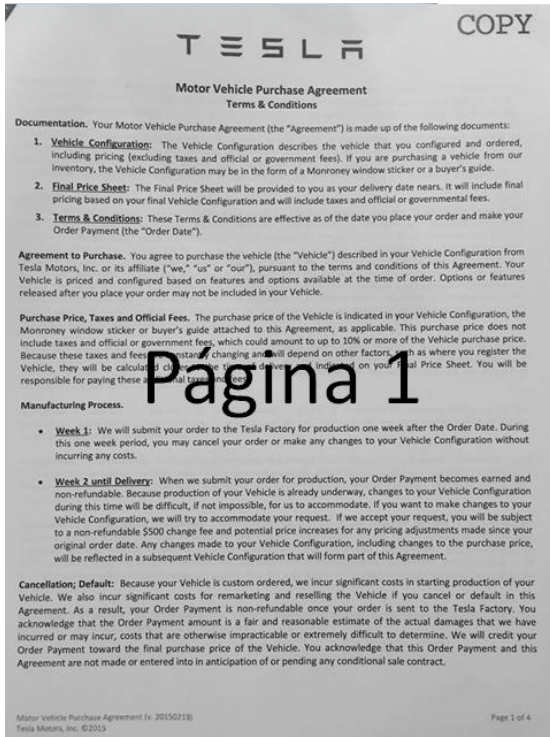 COPY
TESLA
Motor Vehicle Purchase Agreement
Terms & Conditions
Documentation. Your Motor Vehicle Purchase Agreement (the "Agreement") is made up of the following documents:
1. Vehicle Configuration: The Vehicle Configuration describes the vehicle that you configured and ordered,
including pricing (excluding taxes and official or government fees). If you are purchasing a vehicle from our
inventory, the Vehicle Configuration may be in the form of a Monroney window sticker or a buyer's guide.
2. Final Price Sheet: The Final Price Sheet will be provided to you as your delivery date nears. It will include final
pricing based on your final Vehicle Configuration and will include taxes and official or governmental fees.
3. Terms & Conditions: These Terms & Conditions are effective as of the date you place your order and make your
Order Payment (the "Order Date").
Agreement to Purchase. You agree to purchase the vehicle (the "Vehicle") described in your Vehicle Configuration from
Tesla Motors, Inc. or its affiliate ("we," "us" or "our"), pursuant to the terms and conditions of this Agreement. Your
Vehicle is priced and configured based on features and options available at the time of order. Options or features
released after you place your order may not be included in your Vehicle.
Purchase Price, Taxes and Official Fees. The purchase price of the Vehicle is indicated in your Vehicle Configuration, the
Monroney window sticker or buyer's guide attached to this Agreement, as applicable. This purchase price does not
include taxes and official or government fees, which could amount to up to 10% or more of the Vehicle purchase price.
Because these taxes and fees constantly changing and will depend on other factors, such as where you register the
Vehicle, they will be calculated of delivery indicated on your Final Price Sheet. You will be
responsible for paying these taxes
Página 1
Manufacturing Process.
• Week 1: We will submit your order to the Tesla Factory for production one week after the Order Date. During
this one week period, you may cancel your order or make any changes to your Vehicle Configuration without
incurring any costs.
• Week 2 until Delivery: When we submit your order for production, your Order Payment becomes earned and
non-refundable. Because production of your Vehicle is already underway, changes to your Vehicle Configuration
during this time will be difficult, if not impossible, for us to accommodate. If you want to make changes to your
Vehicle Configuration, we will try to accommodate your request. If we accept your request, you will be subject
to a non-refundable $500 change fee and potential price increases for any pricing adjustments made since your
original order date. Any changes made to your Vehicle Configuration, including changes to the purchase price,
will be reflected in a subsequent Vehicle Configuration that will form part of this Agreement.
Cancellation; Default: Because your Vehicle is custom ordered, we incur significant costs in starting production of your
Vehicle. We also incur significant costs for remarketing and reselling the Vehicle if you cancel or default in this
Agreement. As a result, your Order Payment is non-refundable once your order is sent to the Tesla Factory. You
acknowledge that the Order Payment amount is a fair and reasonable estimate of the actual damages that we have
incurred or may incur, costs that are otherwise impracticable or extremely difficult to determine. We will credit your
Order Payment toward the final purchase price of the Vehicle. You acknowledge that this Order Payment and this
Agreement are not made or entered into in anticipation of or pending any conditional sale contract.
Motor Vehicle Purchase Agreement (v. 20150219)
Tesla Motors, Inc. ©2015
Page 1 of 4